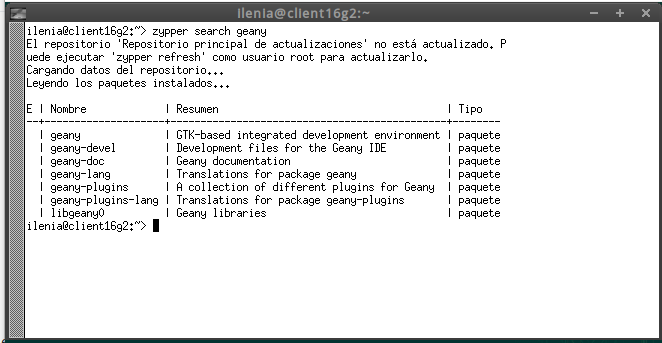 ilenia@client16g2:~
ilenia@client16g2:~> zypper search geany
El repositorio 'Repositorio principal de actualizaciones' no está actualizado. P
uede ejecutar 'zypper refresh' como usuario root para actualizarlo.
Cargando datos del repositorio...
Leyendo los paquetes instalados...
E | Nombre | Resumen | Tipo
--+--------------------+-------------------------------------------+--------
  | geany | GTK-based integrated development environment | paquete
  | geany-devel | Development files for the Geany IDE | paquete
  | geany-doc | Geany documentation | paquete
  | geany-lang | Translations for package geany | paquete
  | geany-plugins | A collection of different plugins for Geany | paquete
  | geany-plugins-lang | Translations for package geany-plugins | paquete
  | libgeany0 | Geany libraries | paquete
ilenia@client16g2:~>